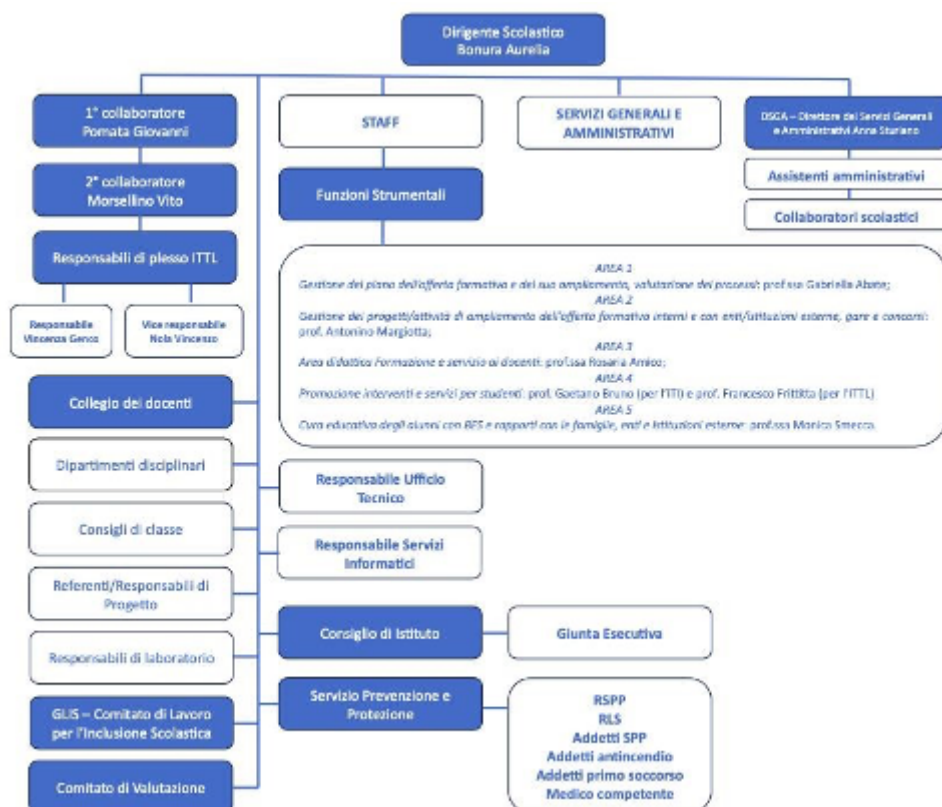 Dirigente Scolastico
Bonura Aurelia
1° collaboratore
Pomata Giovanni
2° collaboratore
Morsellino Vito
Responsabili di plesso ITTL
Responsabile
Vincenza Genco
Vice responsabile
Nola Vincenzo
STAFF
Funzioni Strumentali
SERVIZI GENERALI E
AMMINISTRATIVI
DSGA – Direttore dei Servizi Generali
e Amministrativi Anna Sturiano
Assistenti amministrativi
Collaboratori scolastici
AREA 1
Gestione del piano dell'offerta formativa e del suo ampliamento, valutazione dei processi: prof.ssa Gabriella Abate;
AREA 2
Gestione dei progetti/attività di ampliamento dell'offerta formativa interni e con enti/istituzioni esterne, gare e concorsi:
prof. Antonino Margiotta;
AREA 3
Area didattica Formazione e servizio ai docenti: prof.ssa Rosaria Amico;
AREA 4
Promozione interventi e servizi per studenti: prof. Gaetano Bruno (per l'ITI) e prof. Francesco Frittitta (per l'ITTL)
AREA 5
Cura educativa degli alunni con BES e rapporti con le famiglie, enti e istituzioni esterne: prof.ssa Monica Smecca.
Collegio dei docenti
Dipartimenti disciplinari
Consigli di classe
Referenti/Responsabili di
Progetto
Responsabili di laboratorio
GLIS – Comitato di Lavoro
per l'Inclusione Scolastica
Comitato di Valutazione
Responsabile Ufficio
Tecnico
Responsabile Servizi
Informatici
Consiglio di Istituto
Giunta Esecutiva
Servizio Prevenzione e
Protezione
RSPP
RLS
Addetti SPP
Addetti antincendio
Addetti primo soccorso
Medico competente